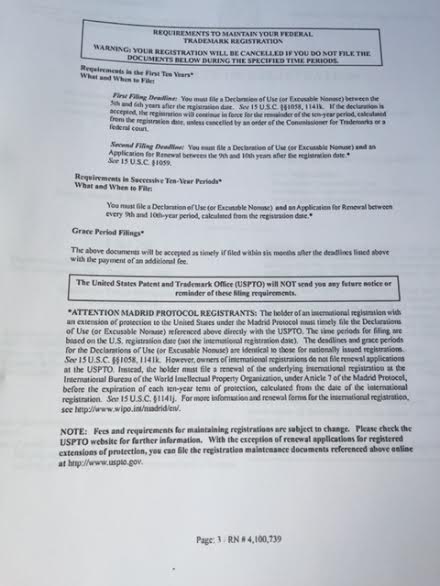 REQUIREMENTS TO MAINTAIN YOUR FEDERAL
TRADEMARK REGISTRATION
WARNING: YOUR REGISTRATION WILL BE CANCELLED IF YOU DO NOT FILE THE
DOCUMENTS BELOW DURING THE SPECIFIED TIME PERIODS.
Requirements in the First Ten Years*
What and When to File:
First Filing Deadline: You must file a Declaration of Use (or Excusable Nonuse) between the
5th and 6th years after the registration date. See 15 U.S.C. §§1058, 1141k. If the declaration is
accepted, the registration will continue in force for the remainder of the ten-year period, calculated
from the registration date, unless cancelled by an order of the Commissioner for Trademarks or a
federal court.
Second Filing Deadline: You must file a Declaration of Use (or Excusable Nonuse) and an
Application for Renewal between the 9th and 10th years after the registration date.*
See 15 U.S.C. §1059.
Requirements in Successive Ten-Year Periods*
What and When to File:
You must file a Declaration of Use (or Excusable Nonuse) and an Application for Renewal between
every 9th and 10th-year period, calculated from the registration date.*
Grace Period Filings*
The above documents will be accepted as timely if filed within six months after the deadlines listed above
with the payment of an additional fee.
The United States Patent and Trademark Office (USPTO) will NOT send you any future notice or
reminder of these filing requirements.
*ATTENTION MADRID PROTOCOL REGISTRANTS: The holder of an international registration with
an extension of protection to the United States under the Madrid Protocol must timely file the Declarations
of Use (or Excusable Nonuse) referenced above directly with the USPTO. The time periods for filing are
based on the U.S. registration date (not the international registration date). The deadlines and grace periods
for the Declarations of Use (or Excusable Nonuse) are identical to those for nationally issued registrations.
See 15 U.S.C. §§1058, 1141k. However, owners of international registrations do not file renewal applications
at the USPTO. Instead, the holder must file a renewal of the underlying international registration at the
International Bureau of the World Intellectual Property Organization, under Article 7 of the Madrid Protocol,
before the expiration of each ten-year term of protection, calculated from the date of the international
registration. See 15 U.S.C. §1141j. For more information and renewal forms for the international registration,
see http://www.wipo.int/madrid/en/.
NOTE: Fees and requirements for maintaining registrations are subject to change. Please check the
USPTO website for further information. With the exception of renewal applications for registered
extensions of protection, you can file the registration maintenance documents referenced above online
at http://www.uspto.gov.
Page: 3 / RN # 4,100,739